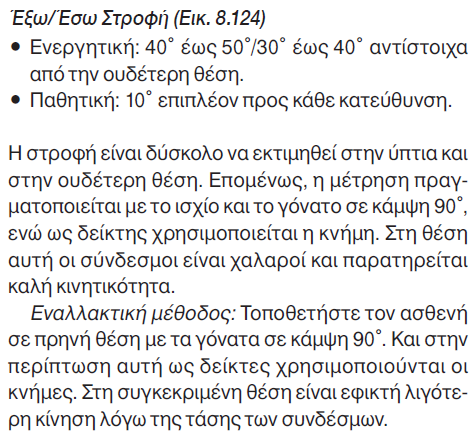 Έξω/Έσω Στροφή (Εικ. 8.124)
• Ενεργητική: 40˚ έως 50˚/30˚ έως 40˚ αντίστοιχα
από την ουδέτερη θέση.
• Παθητική: 10˚ επιπλέον προς κάθε κατεύθυνση.
Η στροφή είναι δύσκολο να εκτιμηθεί στην ύπτια και
στην ουδέτερη θέση. Επομένως, η μέτρηση πραγ-
ματοποιείται με το ισχίο και το γόνατο σε κάμψη 90˚,
ενώ ως δείκτης χρησιμοποιείται η κνήμη. Στη θέση
αυτή οι σύνδεσμοι είναι χαλαροί και παρατηρείται
καλή κινητικότητα.
Εναλλακτική μέθοδος: Τοποθετήστε τον ασθενή
σε πρηνή θέση με τα γόνατα σε κάμψη 90˚. Και στην
περίπτωση αυτή ως δείκτες χρησιμοποιούνται οι
κνήμες. Στη συγκεκριμένη θέση είναι εφικτή λιγότε-
ρη κίνηση λόγω της τάσης των συνδέσμων.